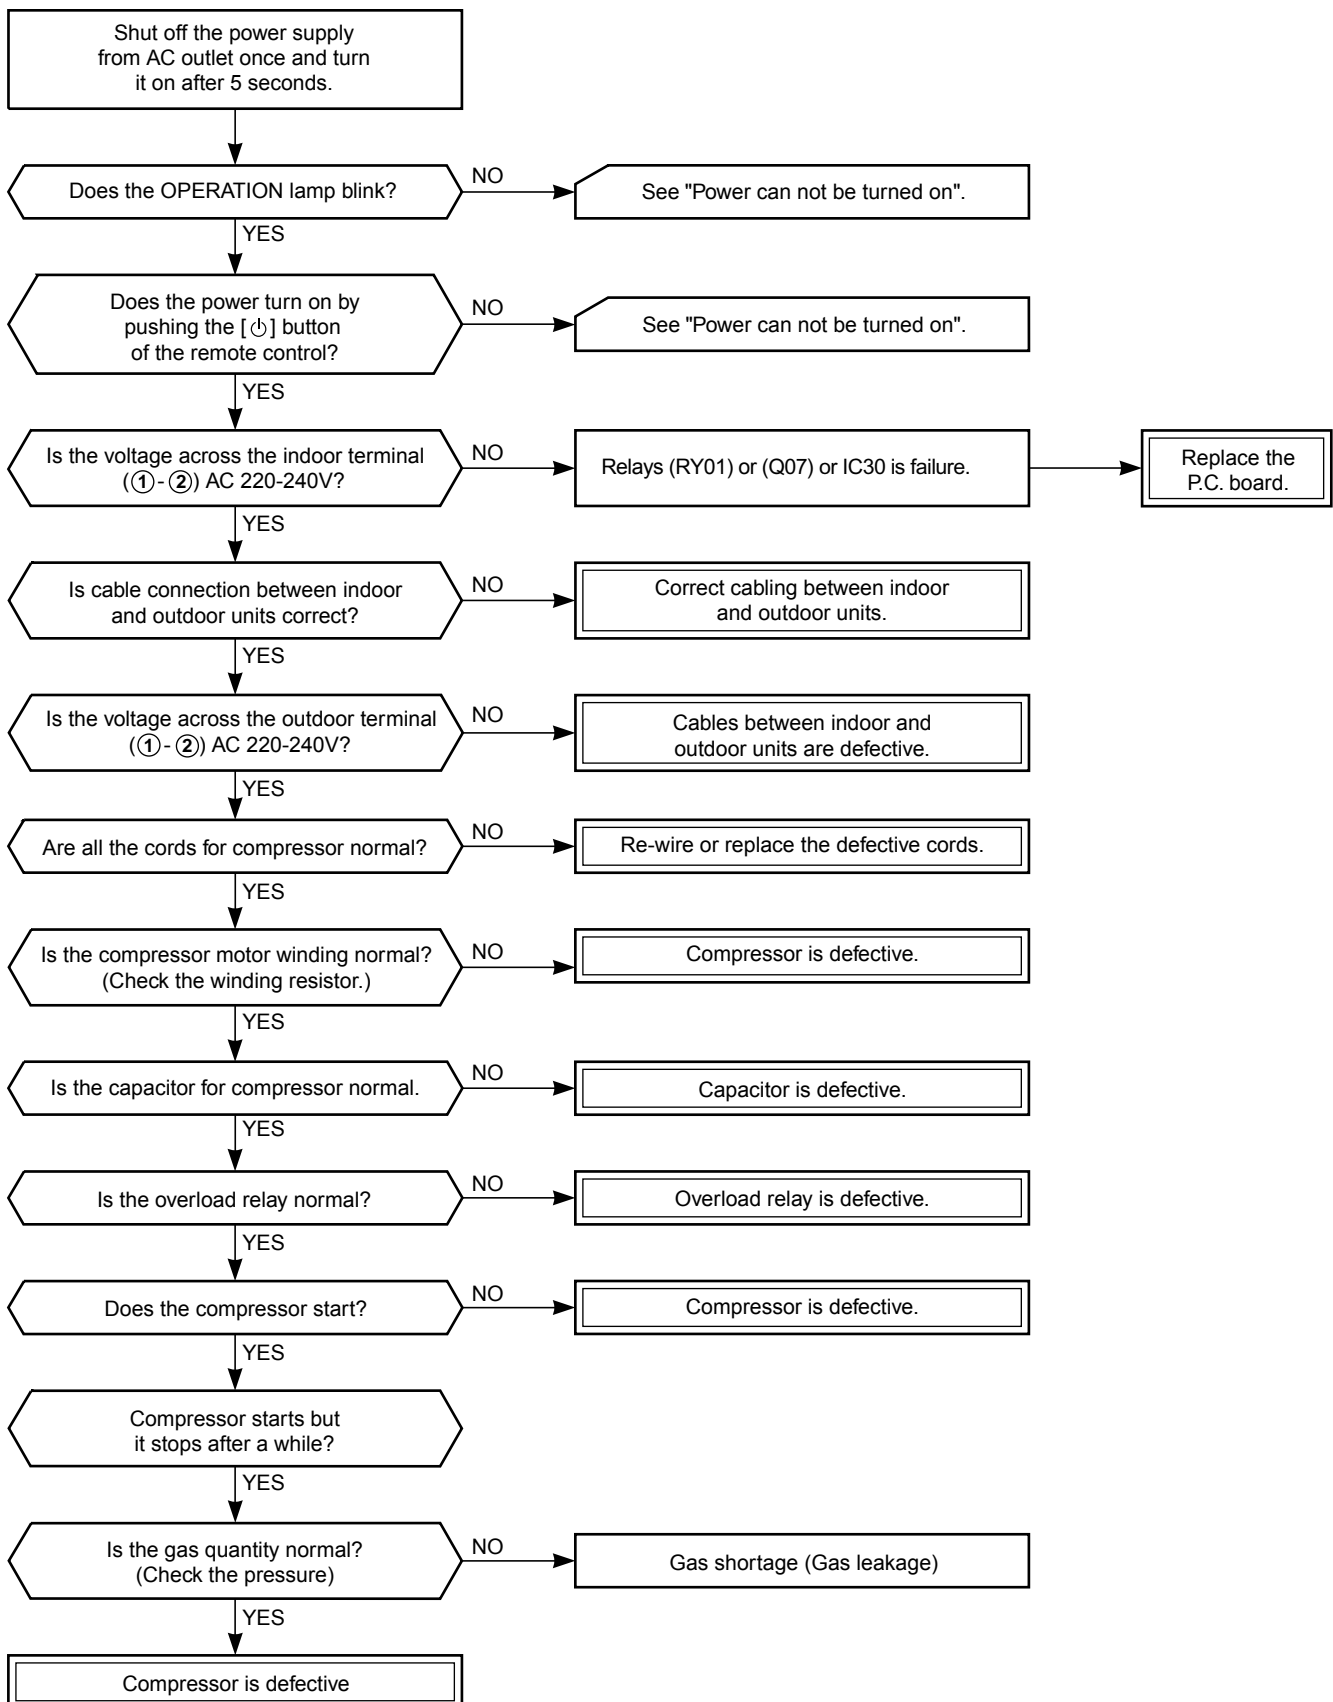 Shut off the power supply
from AC outlet once and turn
it on after 5 seconds.
Does the OPERATION lamp blink?
NO
See "Power can not be turned on".
YES
Does the power turn on by
pushing the [⏻] button
of the remote control?
NO
See "Power can not be turned on".
YES
Is the voltage across the indoor terminal
(①-②) AC 220-240V?
NO
Relays (RY01) or (Q07) or IC30 is failure.
Replace the
P.C. board.
YES
Is cable connection between indoor
and outdoor units correct?
NO
Correct cabling between indoor
and outdoor units.
YES
Is the voltage across the outdoor terminal
(①-②) AC 220-240V?
NO
Cables between indoor and
outdoor units are defective.
YES
Are all the cords for compressor normal?
NO
Re-wire or replace the defective cords.
YES
Is the compressor motor winding normal?
(Check the winding resistor.)
NO
Compressor is defective.
YES
Is the capacitor for compressor normal.
NO
Capacitor is defective.
YES
Is the overload relay normal?
NO
Overload relay is defective.
YES
Does the compressor start?
NO
Compressor is defective.
YES
Compressor starts but
it stops after a while?
YES
Is the gas quantity normal?
(Check the pressure)
NO
Gas shortage (Gas leakage)
YES
Compressor is defective